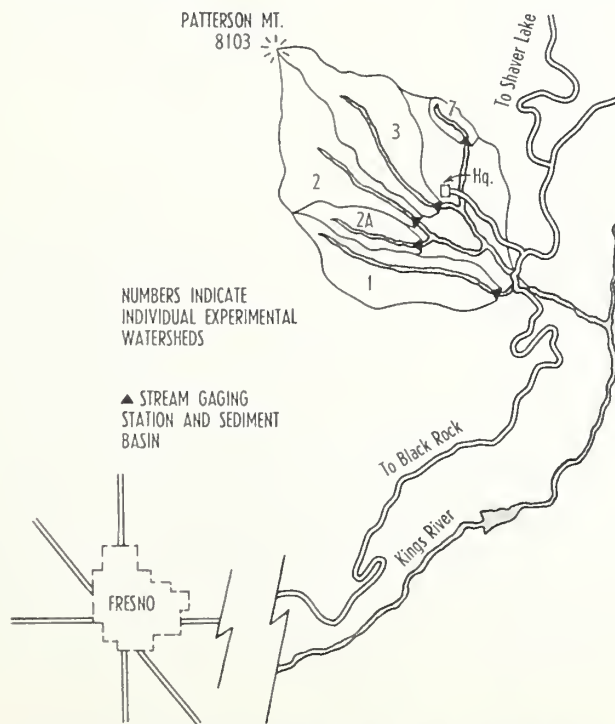 PATTERSON MT.
8103
To Shaver Lake
7
3
Hq.
2
2A
1
NUMBERS INDICATE
INDIVIDUAL EXPERIMENTAL
WATERSHEDS
▲ STREAM GAGING
STATION AND SEDIMENT
BASIN
To Black Rock
Kings River
FRESNO